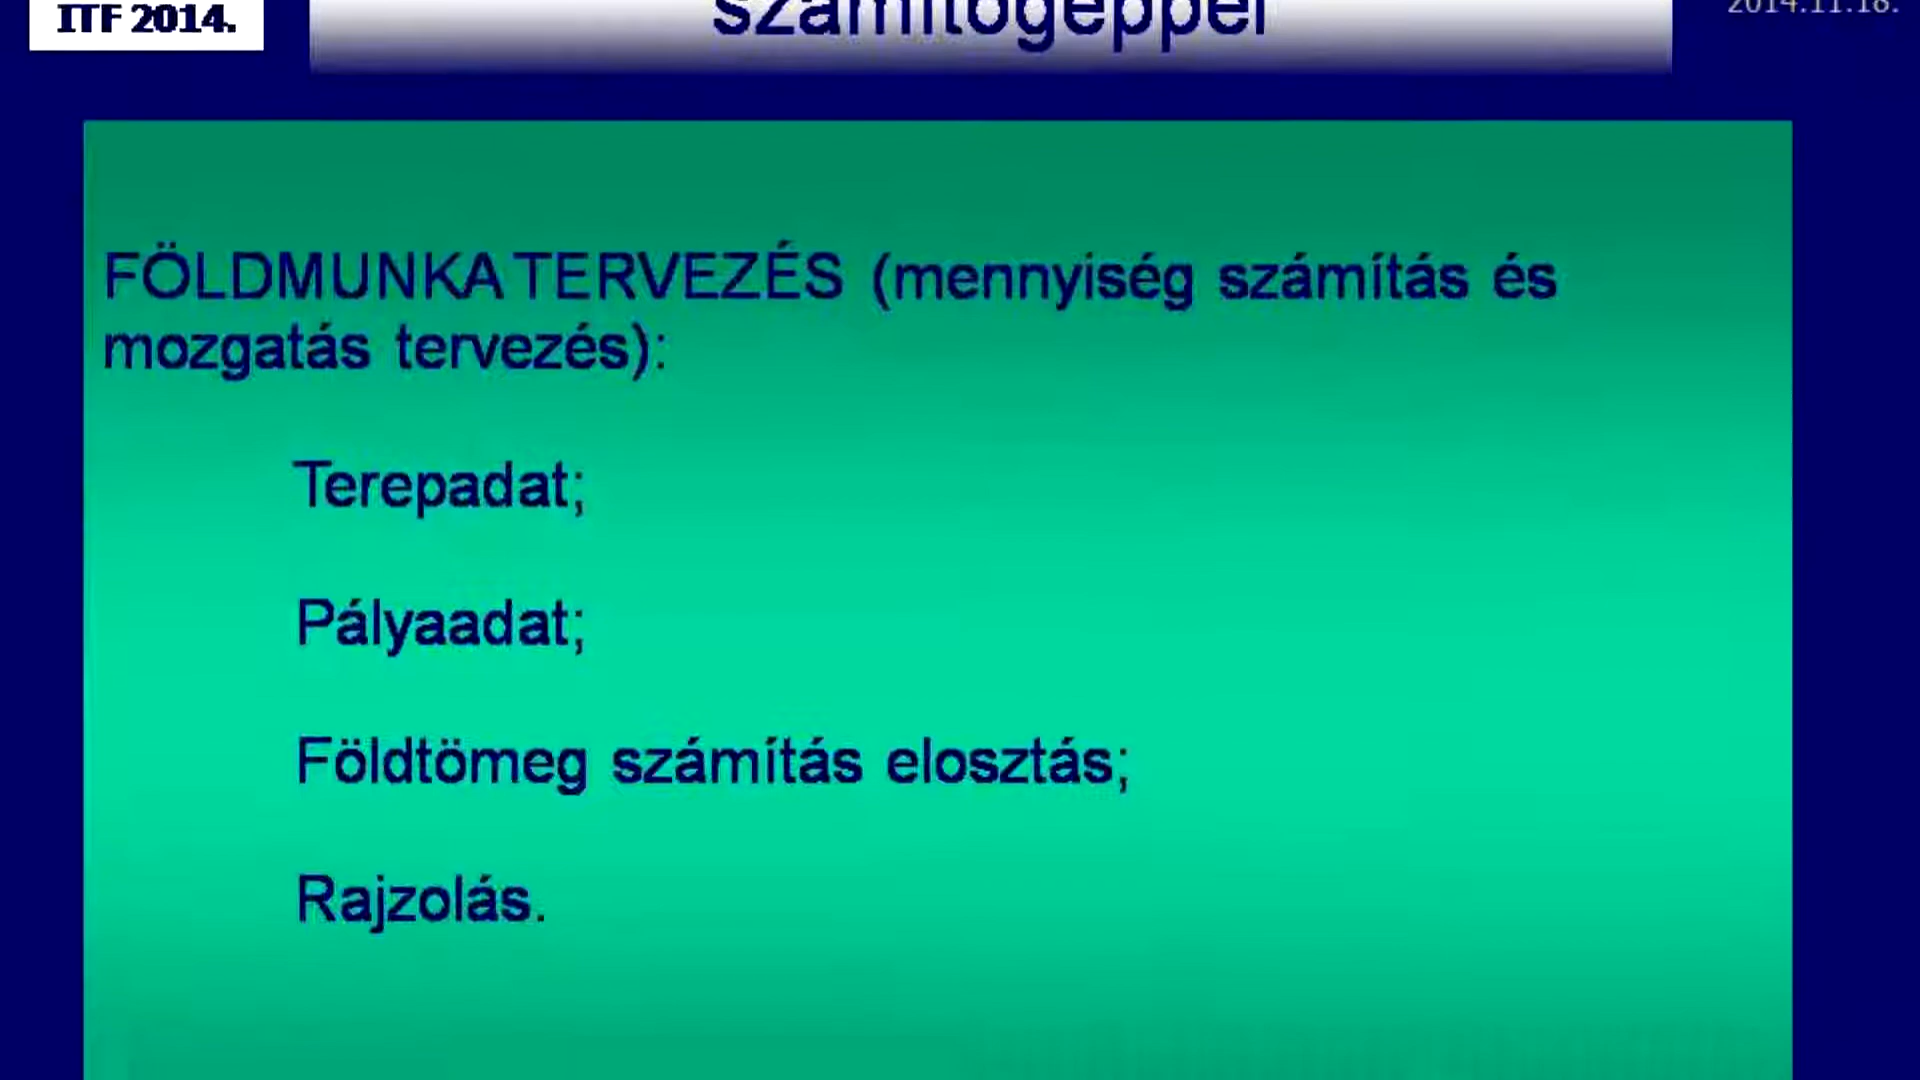 ITF 2014.
számítógéppel
2014.11.18.
FÖLDMUNKA TERVEZÉS (mennyiség számítás és
mozgatás tervezés):
Terepadat;
Pályaadat;
Földtömeg számítás elosztás;
Rajzolás.